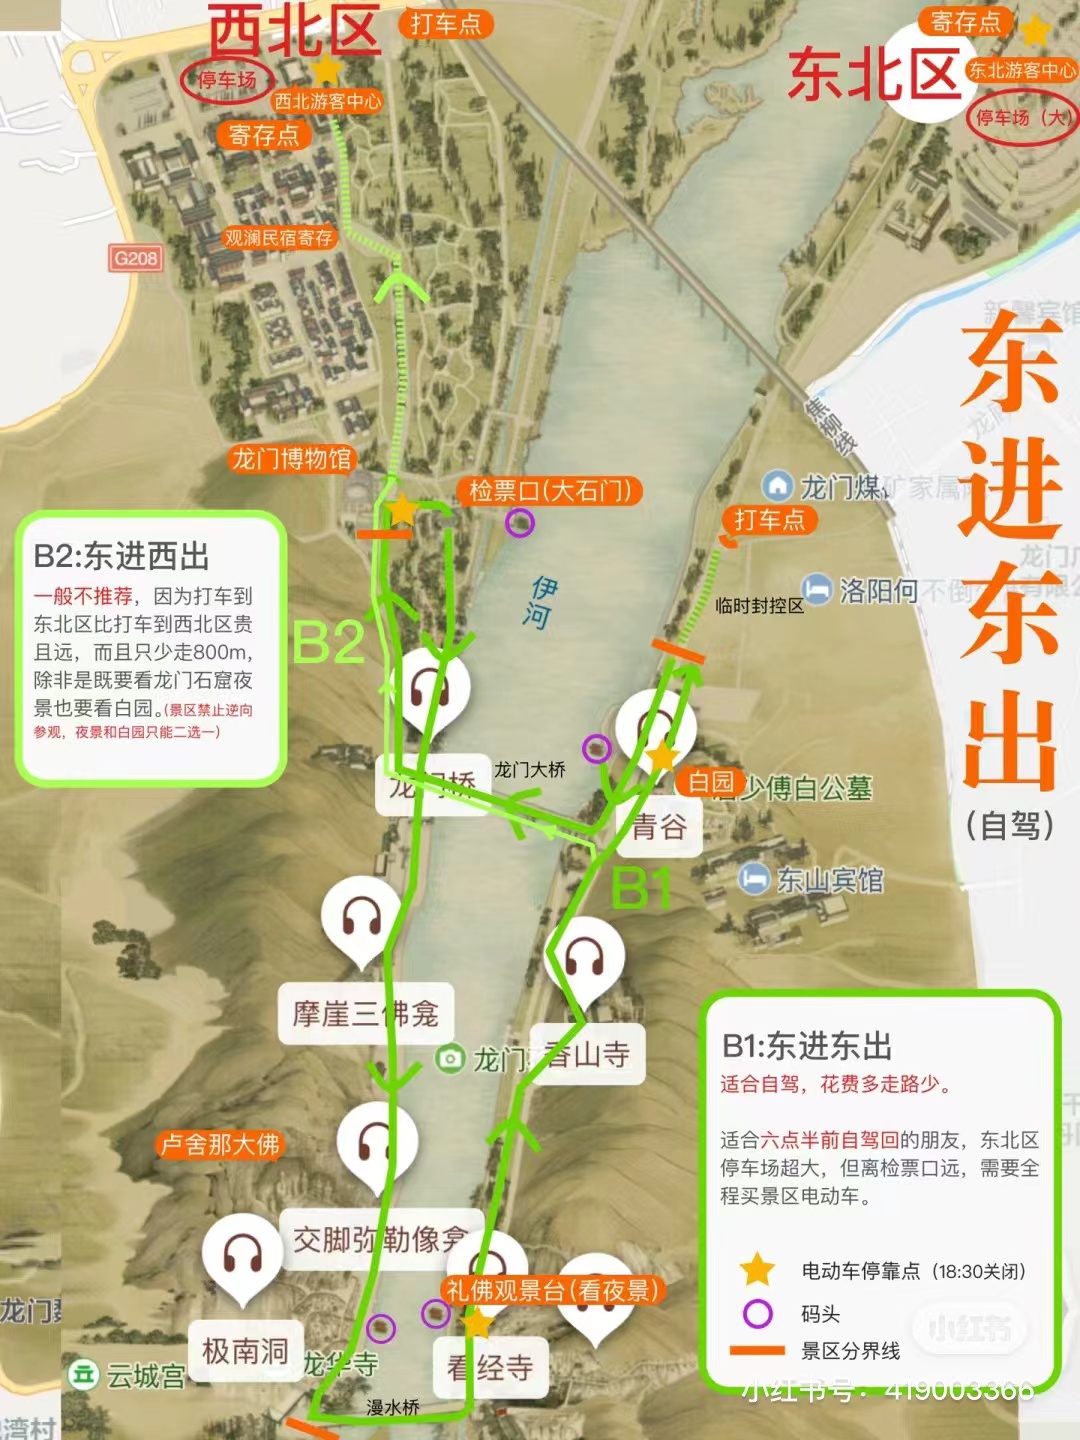 西北区
打车点
停车场
西北游客中心
寄存点
寄存点
东北区
东北游客中心
停车场（大）
观澜民宿寄存
G208
东进东出
（自驾）
焦柳线
龙门博物馆
检票口(大石门)
伊河
打车点
临时封控区
龙门煤
洛阳
B2:东进西出
一般不推荐，因为打车到
东北区比打车到西北区贵
且远，而且只少走800m，
除非是既要看龙门石窟夜
景也要看白园。(景区禁止逆向
参观，夜景和白园只能二选一)
B2
龙门桥
龙门大桥
白园
少傅白公墓
青谷
B1
东山宾馆
摩崖三佛龛
龙门
香山寺
卢舍那大佛
交脚弥勒像龛
礼佛观景台(看夜景)
极南洞
龙华寺
看经寺
云城宫
漫水桥
湾村
B1:东进东出
适合自驾，花费多走路少。
适合六点半前自驾回的朋友，东北区
停车场超大，但离检票口远，需要全
程买景区电动车。
电动车停靠点（18:30关闭）
码头
景区分界线
小红书
小红书号：419003366